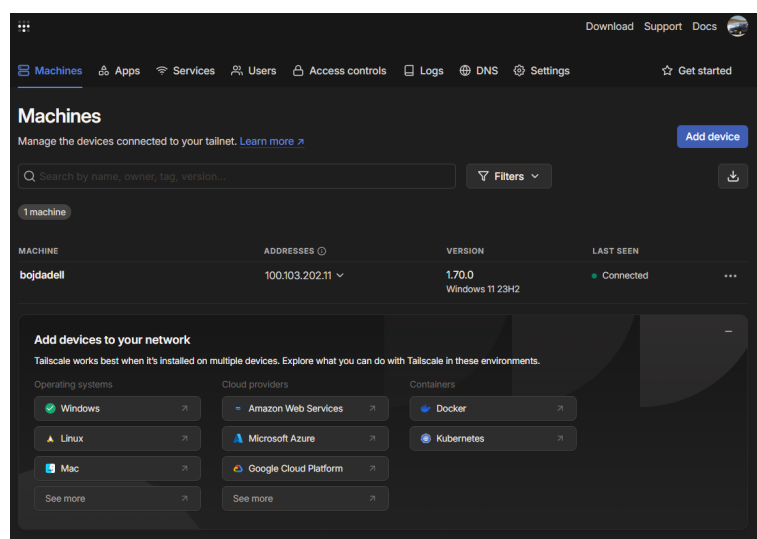 Download Support Docs
Machines Apps Services Users Access controls Logs DNS Settings Get started
Machines
Manage the devices connected to your tailnet. Learn more ↗
Add device
Search by name, owner, tag, version...
Filters
1 machine
MACHINE ADDRESSES VERSION LAST SEEN
bojdadell 100.103.202.11 1.70.0 Connected
Windows 11 23H2
Add devices to your network
Tailscale works best when it's installed on multiple devices. Explore what you can do with Tailscale in these environments.
Operating systems Cloud providers Containers
Windows Amazon Web Services Docker
Linux Microsoft Azure Kubernetes
Mac Google Cloud Platform
See more See more